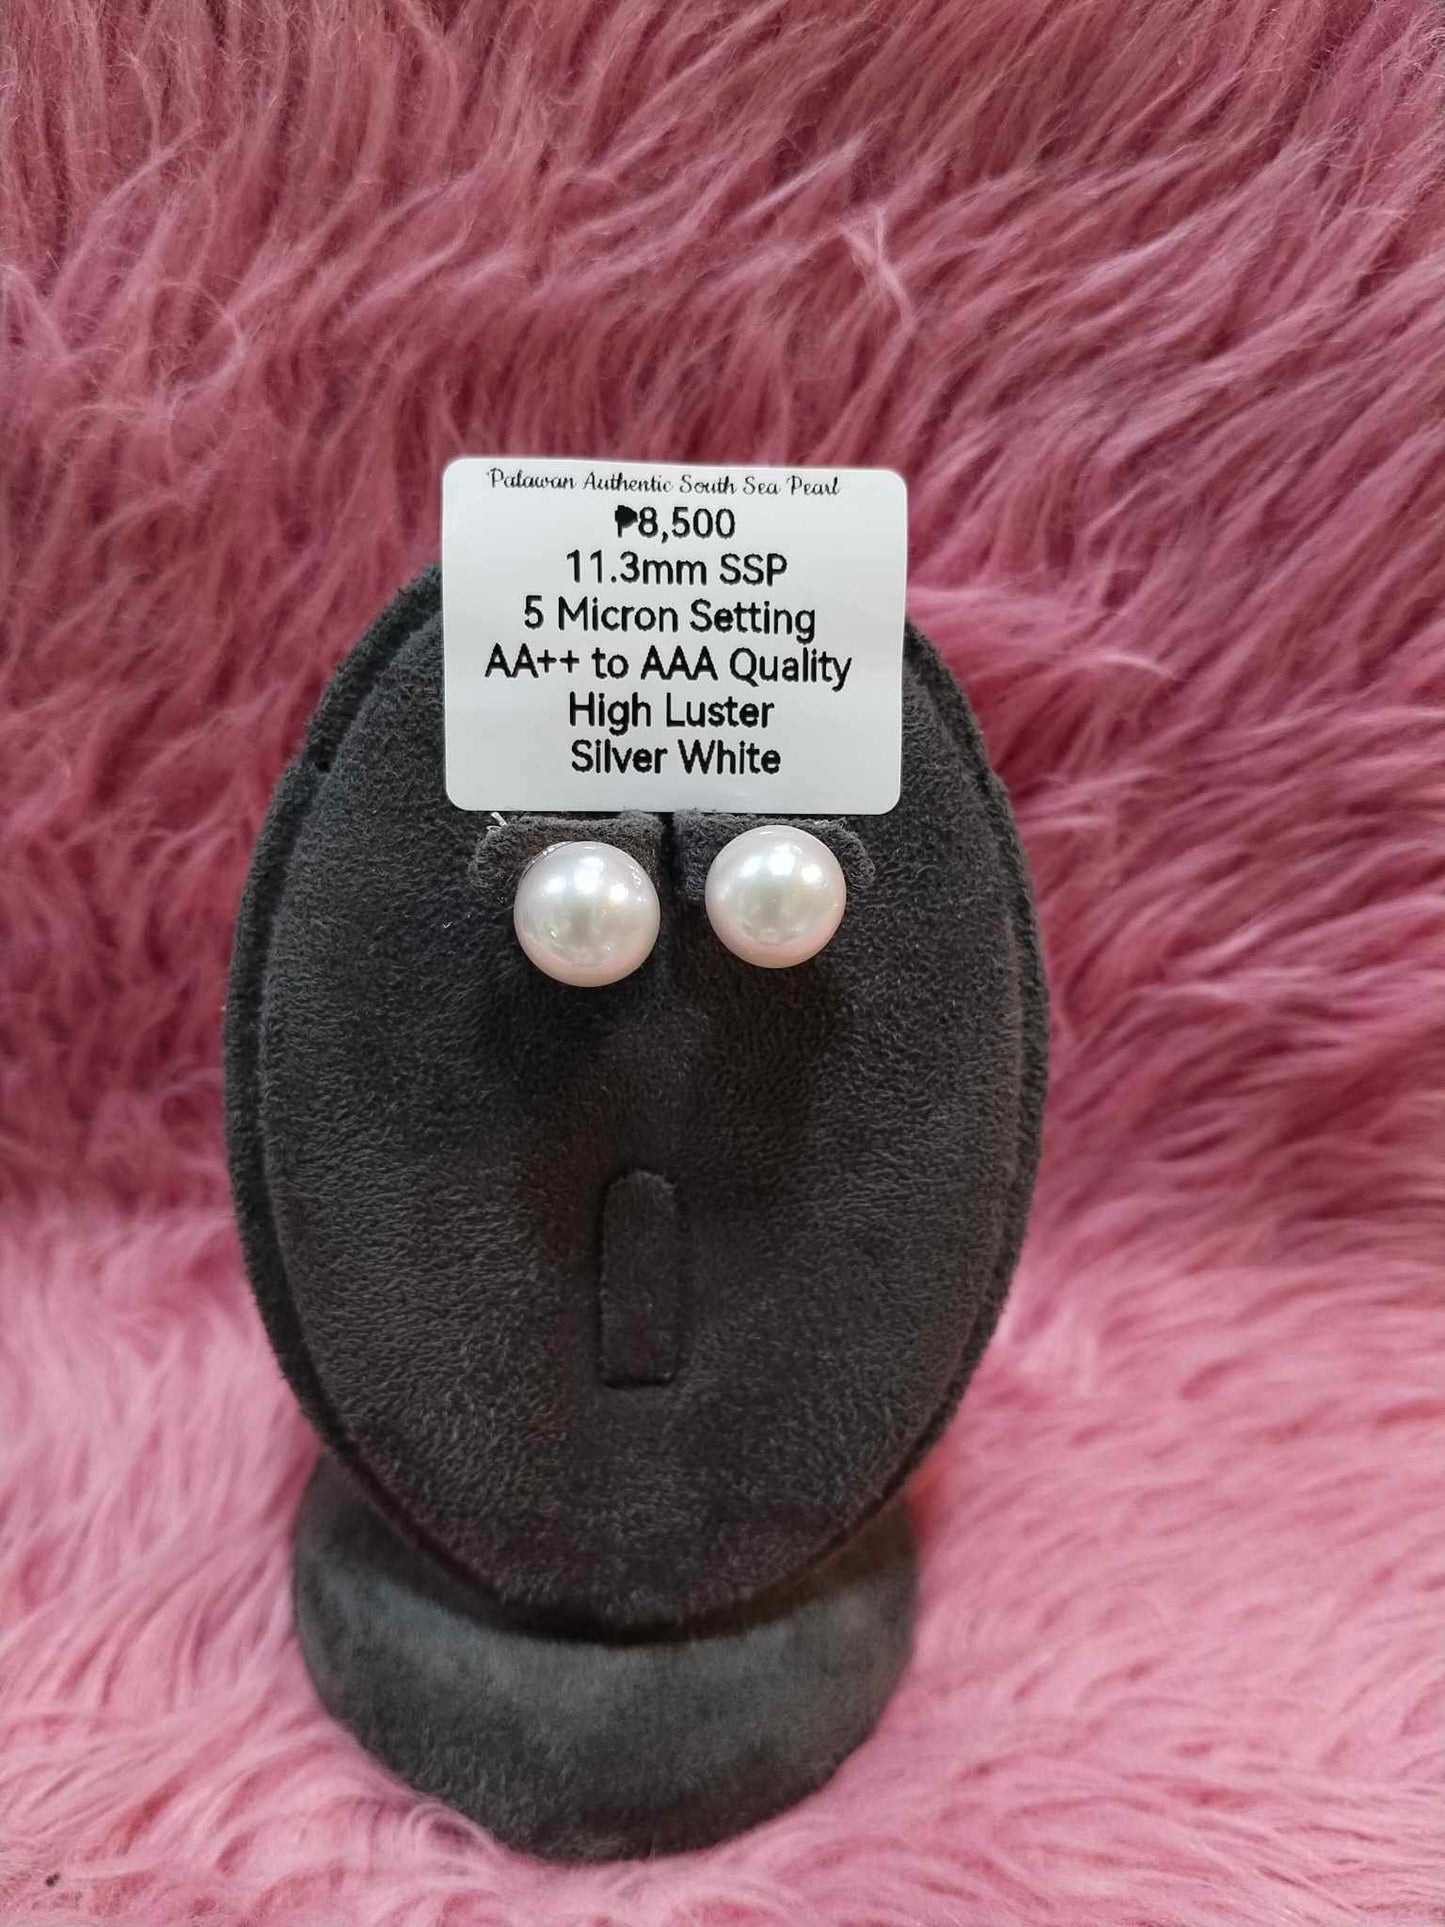 Palawan Authentic South Sea Pearl
₱8,500
11.3mm SSP
5 Micron Setting
AA++ to AAA Quality
High Luster
Silver White